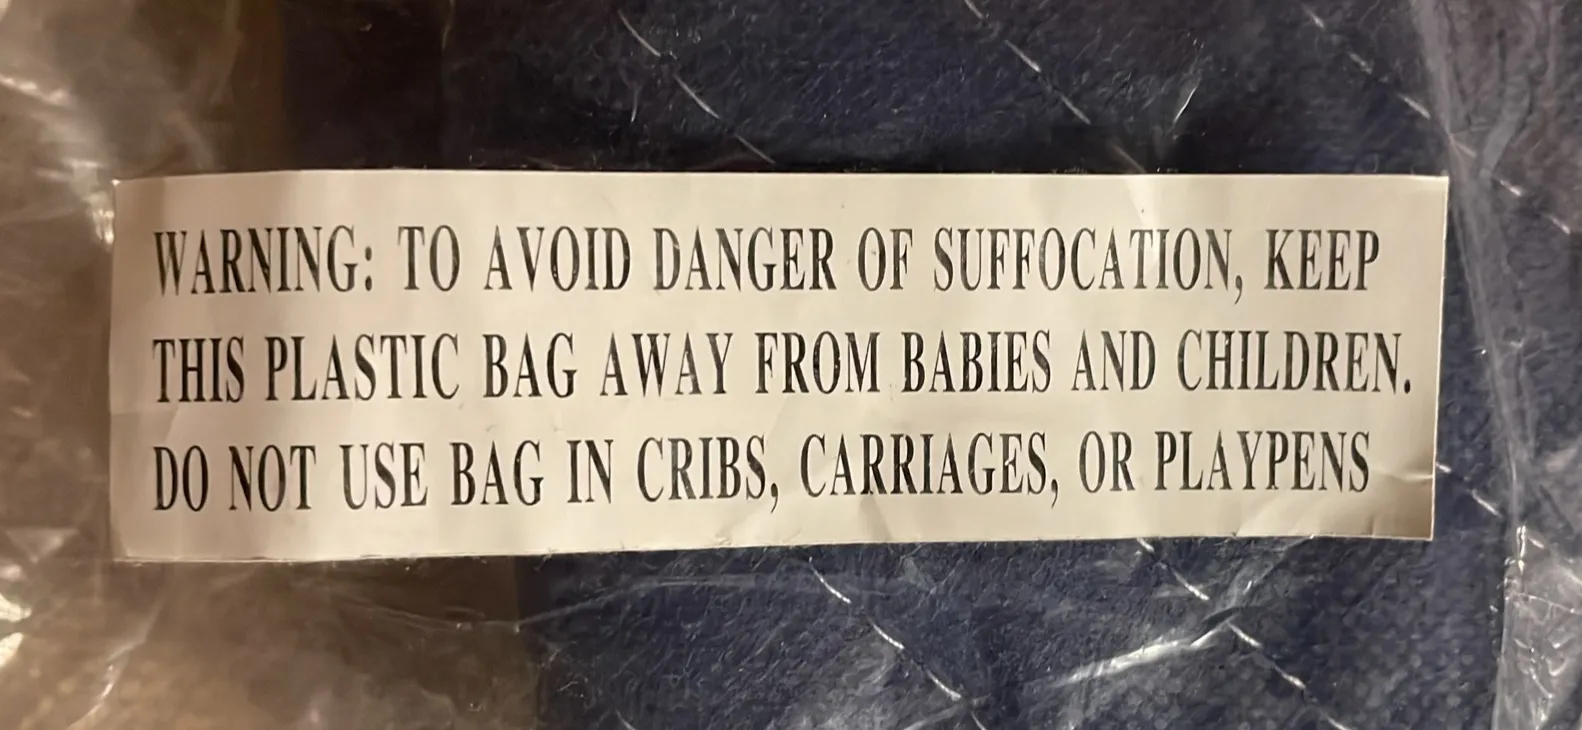 WARNING: TO AVOID DANGER OF SUFFOCATION, KEEP
THIS PLASTIC BAG AWAY FROM BABIES AND CHILDREN.
DO NOT USE BAG IN CRIBS, CARRIAGES, OR PLAYPENS